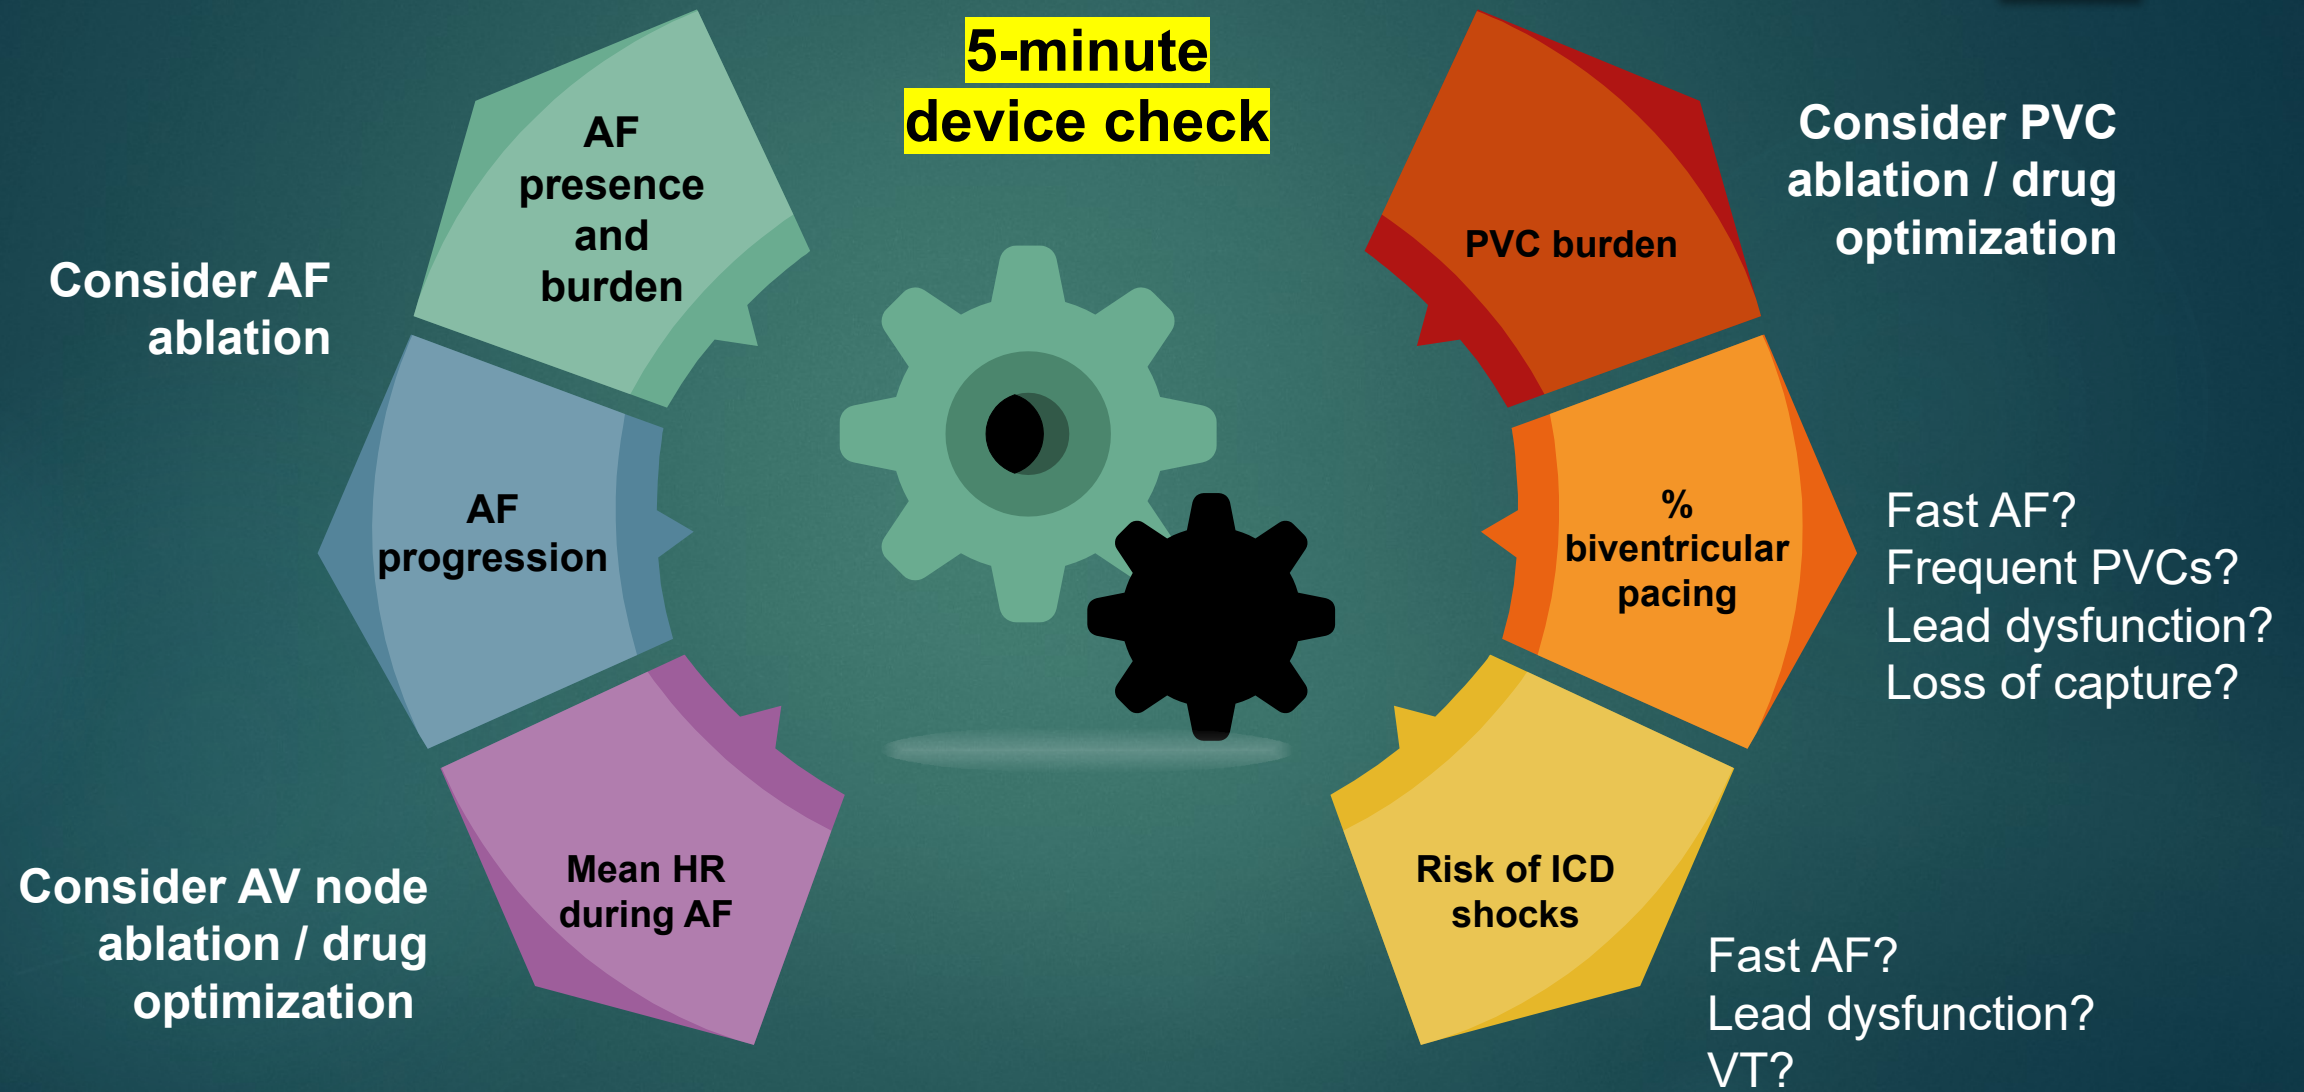 5-minute
device check
AF
presence
and
burden
Consider AF
ablation
AF
progression
Mean HR
during AF
Consider AV node
ablation / drug
optimization
PVC burden
Consider PVC
ablation / drug
optimization
%
biventricular
pacing
Fast AF?
Frequent PVCs?
Lead dysfunction?
Loss of capture?
Risk of ICD
shocks
Fast AF?
Lead dysfunction?
VT?